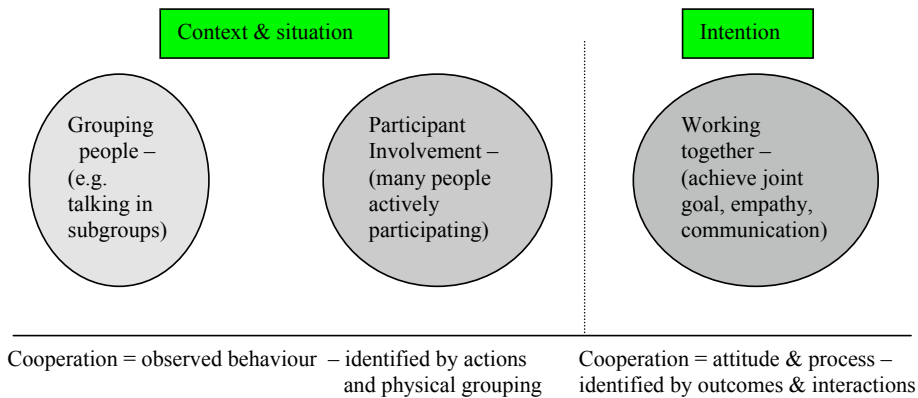 Context & situation
Intention
Grouping
people –
(e.g.
talking in
subgroups)
Participant
Involvement –
(many people
actively
participating)
Working
together –
(achieve joint
goal, empathy,
communication)
Cooperation = observed behaviour – identified by actions
and physical grouping
Cooperation = attitude & process –
identified by outcomes & interactions